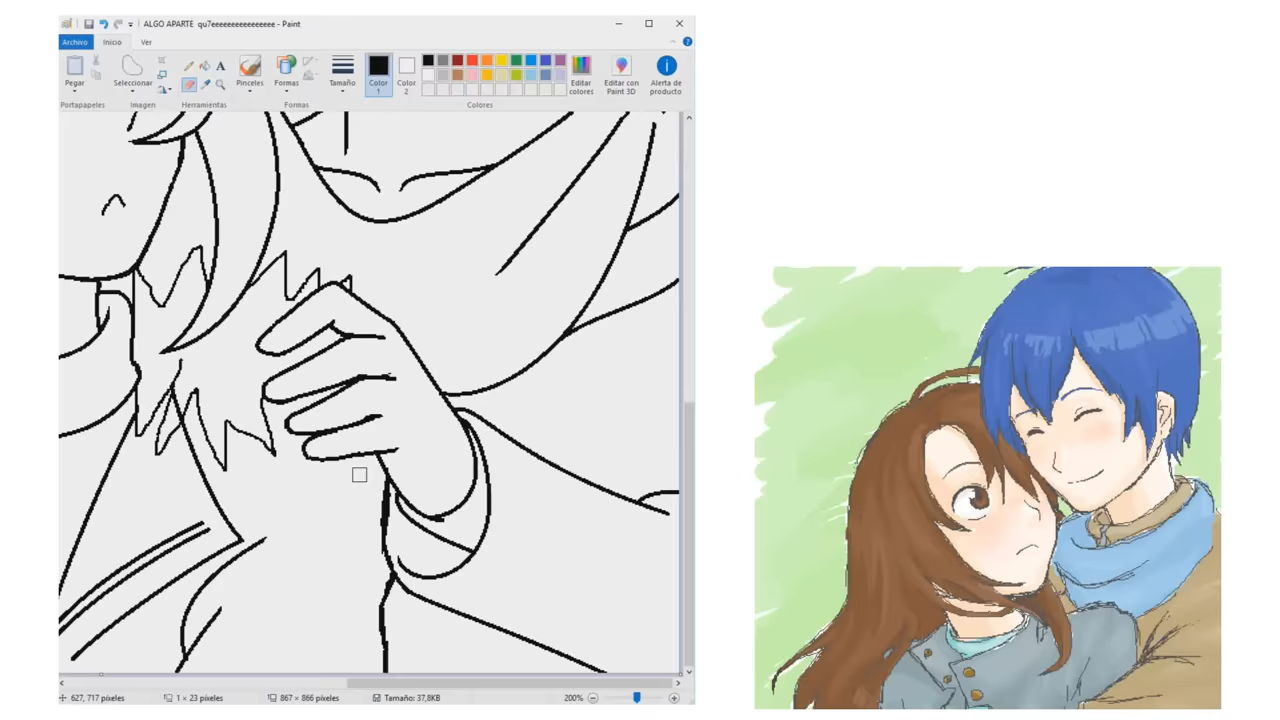 ALGO APARTE qu7eeeeeeeeeeeeeeee - Paint
Archivo Inicio Ver
Pegar Seleccionar Pinceles Formas Tamaño Color 1 Color 2 Editar colores Editar con Paint 3D Alerta de producto
Portapapeles Imagen Herramientas Formas Colores
627, 717 píxeles 1 × 23 píxeles 867 × 866 píxeles Tamaño: 37,8KB 200%